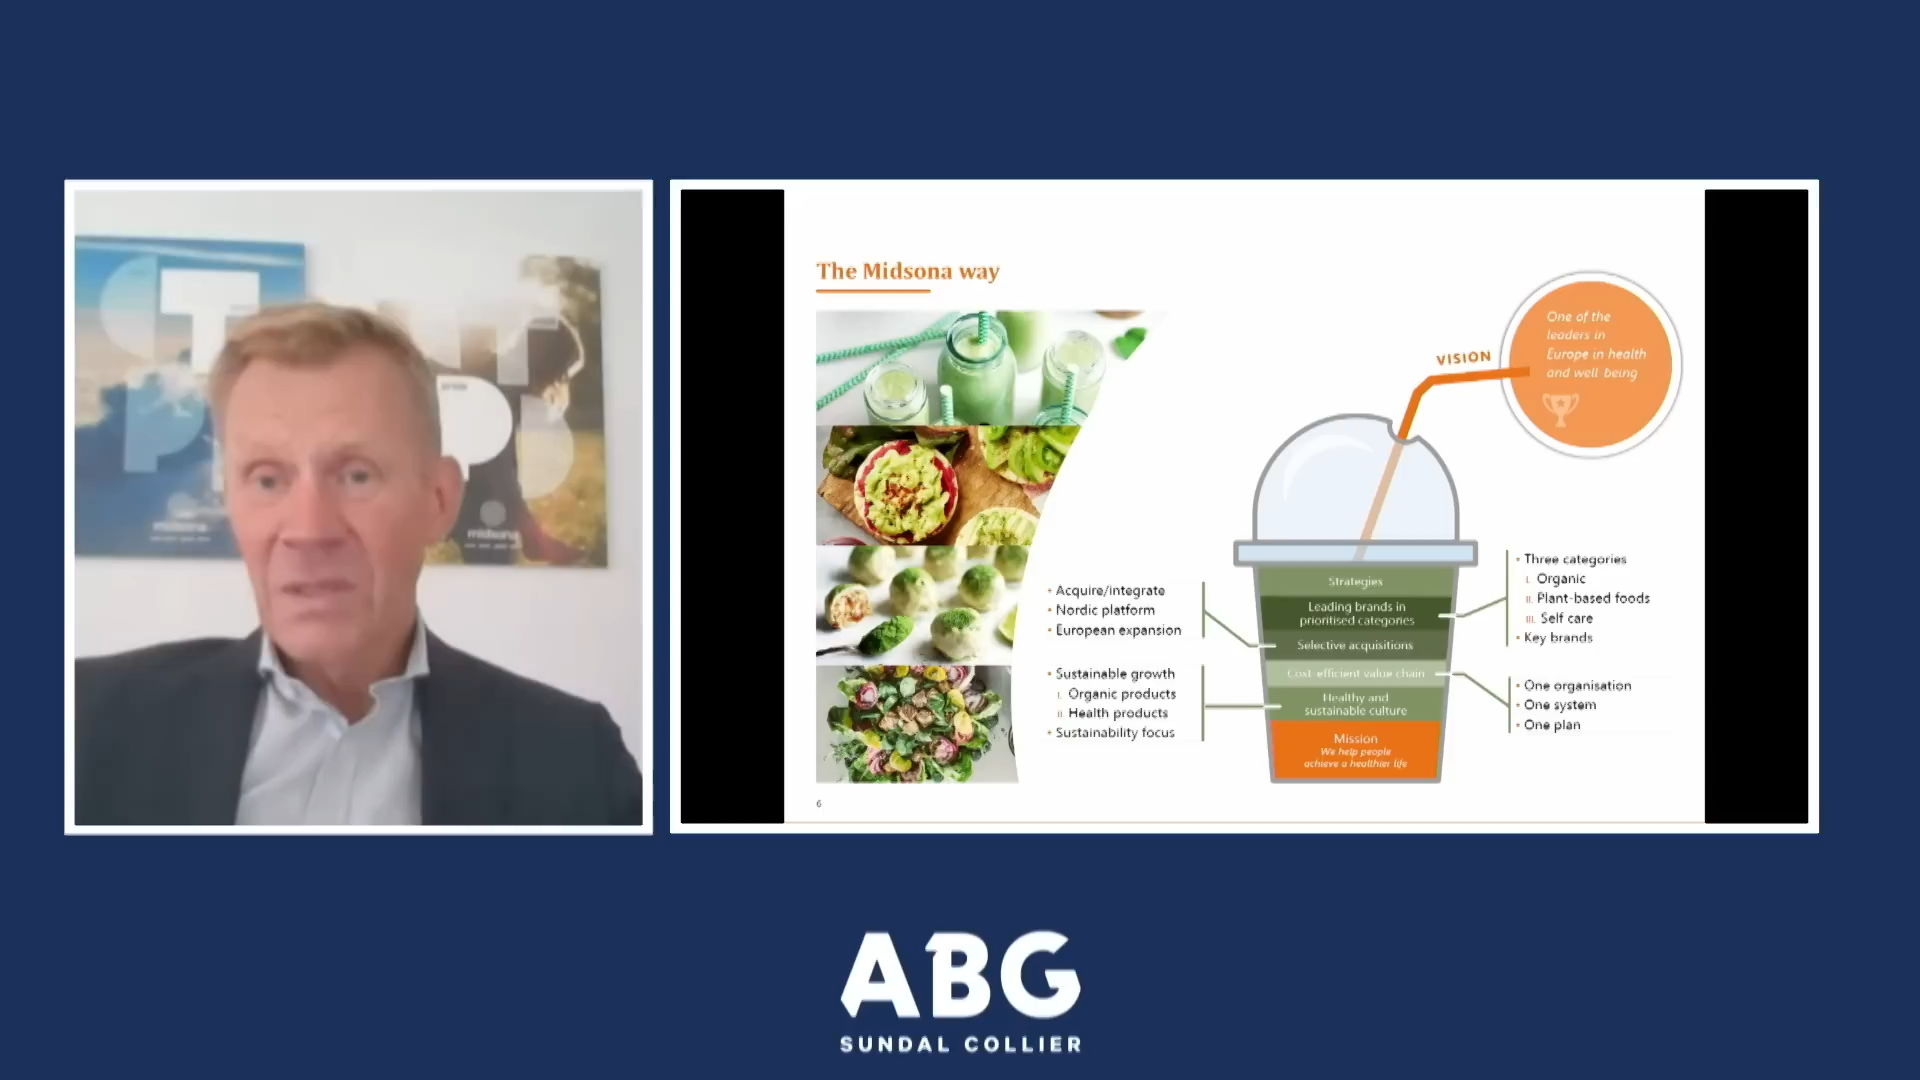 midsona
The Midsona way
VISION
One of the
leaders in
Europe in health
and well being
Strategies
Leading brands in
prioritised categories
Selective acquisitions
Cost-efficient value chain
Healthy and
sustainable culture
Mission
We help people
achieve a healthier life
• Acquire/integrate
• Nordic platform
• European expansion
• Sustainable growth
I. Organic products
II. Health products
• Sustainability focus
• Three categories
I. Organic
II. Plant-based foods
III. Self care
• Key brands
• One organisation
• One system
• One plan
6
ABG
SUNDAL COLLIER